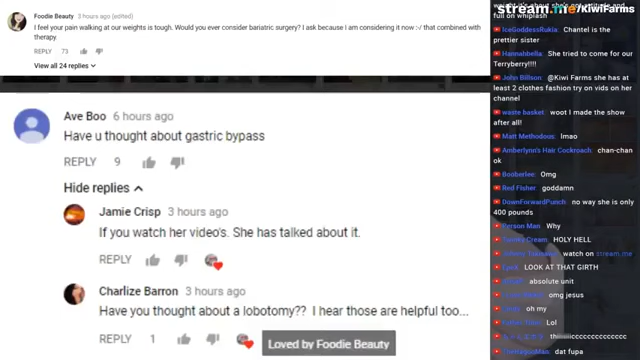 Foodie Beauty 3 hours ago (edited)
I feel your pain walking at our weights is tough. Would you ever consider bariatric surgery? I ask because I am considering it now :-/ that combined with
therapy.
REPLY 73
View all 24 replies
Ave Boo 6 hours ago
Have u thought about gastric bypass
REPLY 9
Hide replies
Jamie Crisp 3 hours ago
If you watch her video's. She has talked about it.
REPLY
Charlize Barron 3 hours ago
Have you thought about a lobotomy?? I hear those are helpful too...
REPLY 1
Loved by Foodie Beauty
Stream.me/KiwiFarms
full on whiplash
IceGoddessRukia: Chantel is the
prettier sister
Hannahbella: She tried to come for our
Terryberry!!!!
John Billson: @Kiwi Farms she has at
least 2 clothes fashion try on vids on her
channel
waste basket: woot I made the show
after all!
Matt Methodous: lmao
Amberlynn's Hair Cockroach: chan-chan
ok
Booberlee: Omg
Red Fisher: goddamn
DownForwardPunch: no way she is only
400 pounds
Person Man: Why
HOLY HELL
watch on stream.me
LOOK AT THAT GIRTH
absolute unit
omg jesus
oh my
Lol
dat fupa